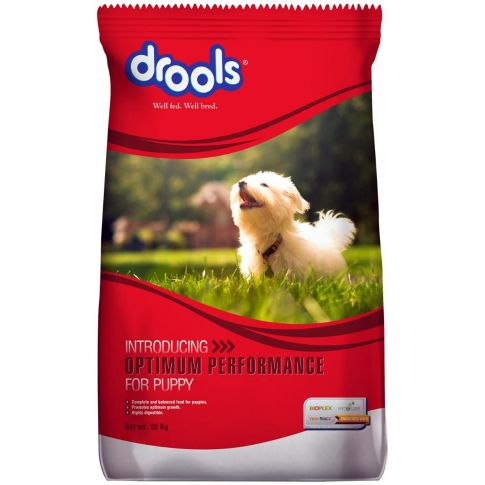 drools®
Well fed. Well bred.
INTRODUCING >>>
OPTIMUM PERFORMANCE
FOR PUPPY
• Complete and balanced food for puppies.
• Promotes optimum growth.
• Highly digestible.
Net wt. 20 Kg
BIOPLEX